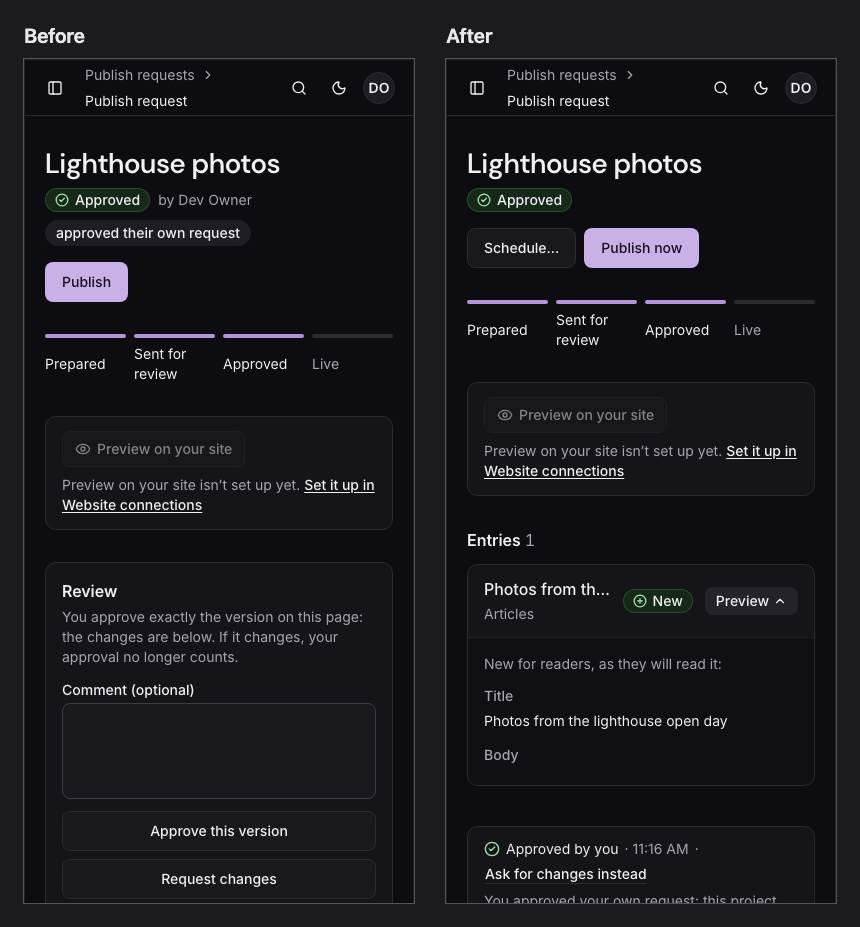 Before
Publish requests
Publish request
DO
Lighthouse photos
Approved by Dev Owner
approved their own request
Publish
Prepared
Sent for
review
Approved
Live
Preview on your site
Preview on your site isn’t set up yet. Set it up in
Website connections
Review
You approve exactly the version on this page:
the changes are below. If it changes, your
approval no longer counts.
Comment (optional)
Approve this version
Request changes
After
Publish requests
Publish request
DO
Lighthouse photos
Approved
Schedule... Publish now
Prepared
Sent for
review
Approved
Live
Preview on your site
Preview on your site isn’t set up yet. Set it up in
Website connections
Entries 1
Photos from th...
Articles
New
Preview
New for readers, as they will read it:
Title
Photos from the lighthouse open day
Body
Approved by you · 11:16 AM ·
Ask for changes instead
You approved your own request: this project